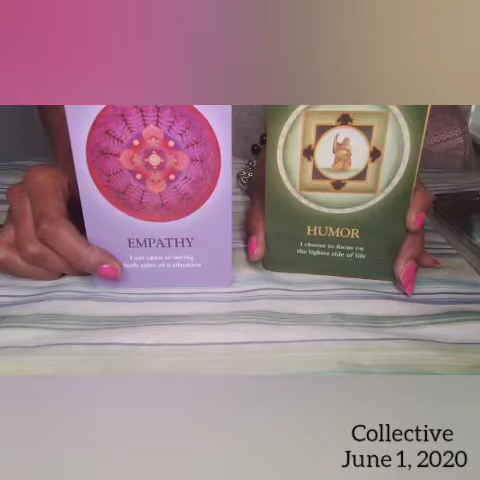 EMPATHY
I am open to seeing
both sides of a situation
HUMOR
I choose to focus on
the lighter side of life
Collective
June 1, 2020